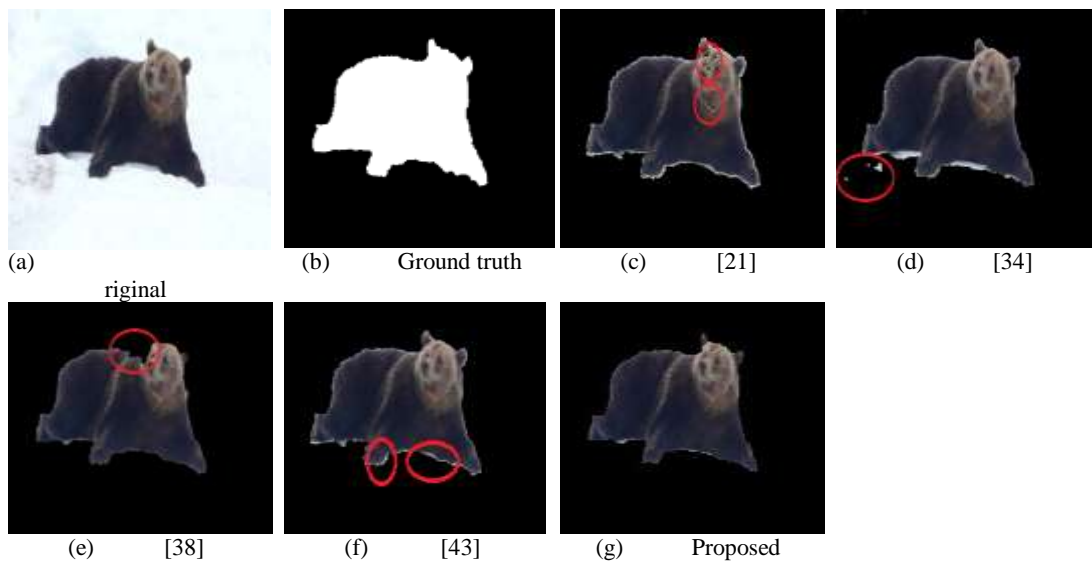 (a)
(b) Ground truth
(c) [21]
(d) [34]
riginal
(e) [38]
(f) [43]
(g) Proposed